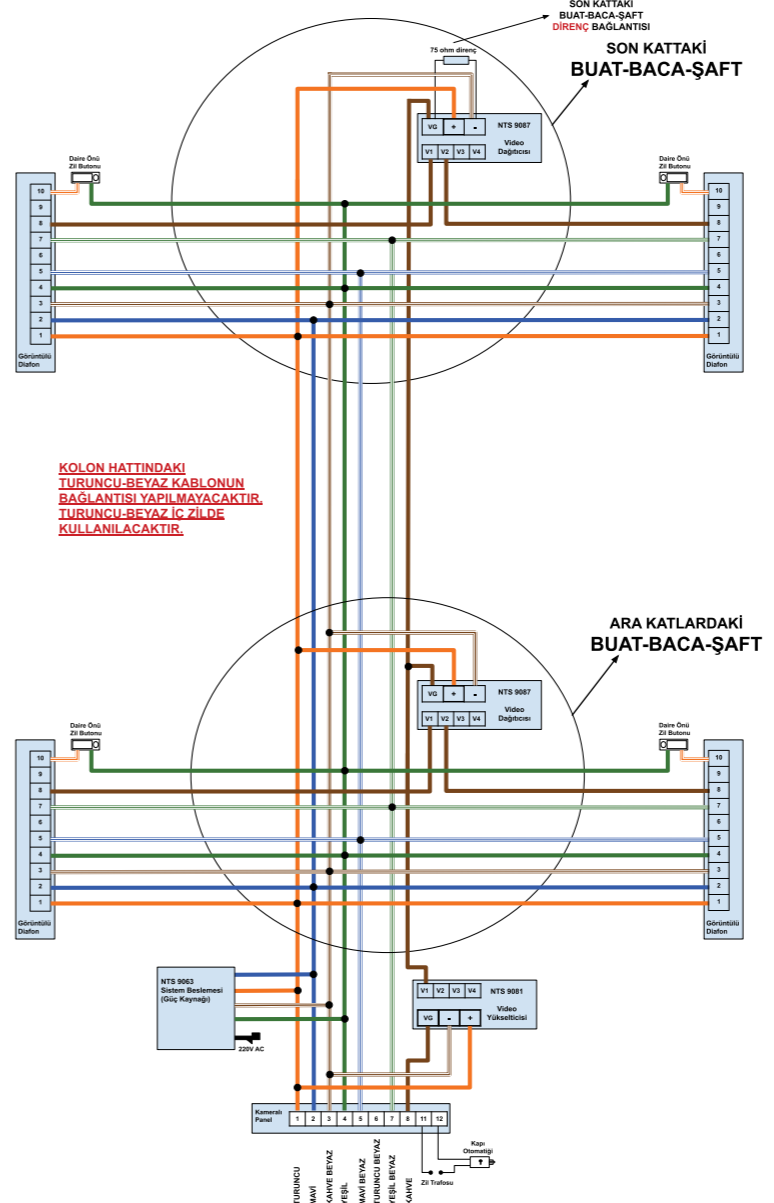 SON KATTAKİ
BUAT-BACA-ŞAFT
DİRENÇ BAĞLANTISI
75 ohm direnç
SON KATTAKİ
BUAT-BACA-ŞAFT
VG + -
NTS 9087
Video
Dağıtıcısı
V1 V2 V3 V4
Daire Önü
Zil Butonu
Daire Önü
Zil Butonu
10
9
8
7
6
5
4
3
2
1
Görüntülü
Diafon
10
9
8
7
6
5
4
3
2
1
Görüntülü
Diafon
KOLON HATTINDAKİ
TURUNCU-BEYAZ KABLONUN
BAĞLANTISI YAPILMAYACAKTIR.
TURUNCU-BEYAZ İÇ ZİLDE
KULLANILACAKTIR.
ARA KATLARDAKİ
BUAT-BACA-ŞAFT
VG + -
NTS 9087
Video
Dağıtıcısı
V1 V2 V3 V4
Daire Önü
Zil Butonu
Daire Önü
Zil Butonu
10
9
8
7
6
5
4
3
2
1
Görüntülü
Diafon
10
9
8
7
6
5
4
3
2
1
Görüntülü
Diafon
NTS 9063
Sistem Beslemesi
(Güç Kaynağı)
220V AC
V1 V2 V3 V4
NTS 9081
Video
Yükselticisi
VG - +
Kameralı
Panel
1 2 3 4 5 6 7 8 11 12
Kapı
Otomatiği
Zil Trafosu
TURUNCU
MAVİ
KAHVE BEYAZ
YEŞİL
MAVİ BEYAZ
TURUNCU BEYAZ
YEŞİL BEYAZ
KAHVE